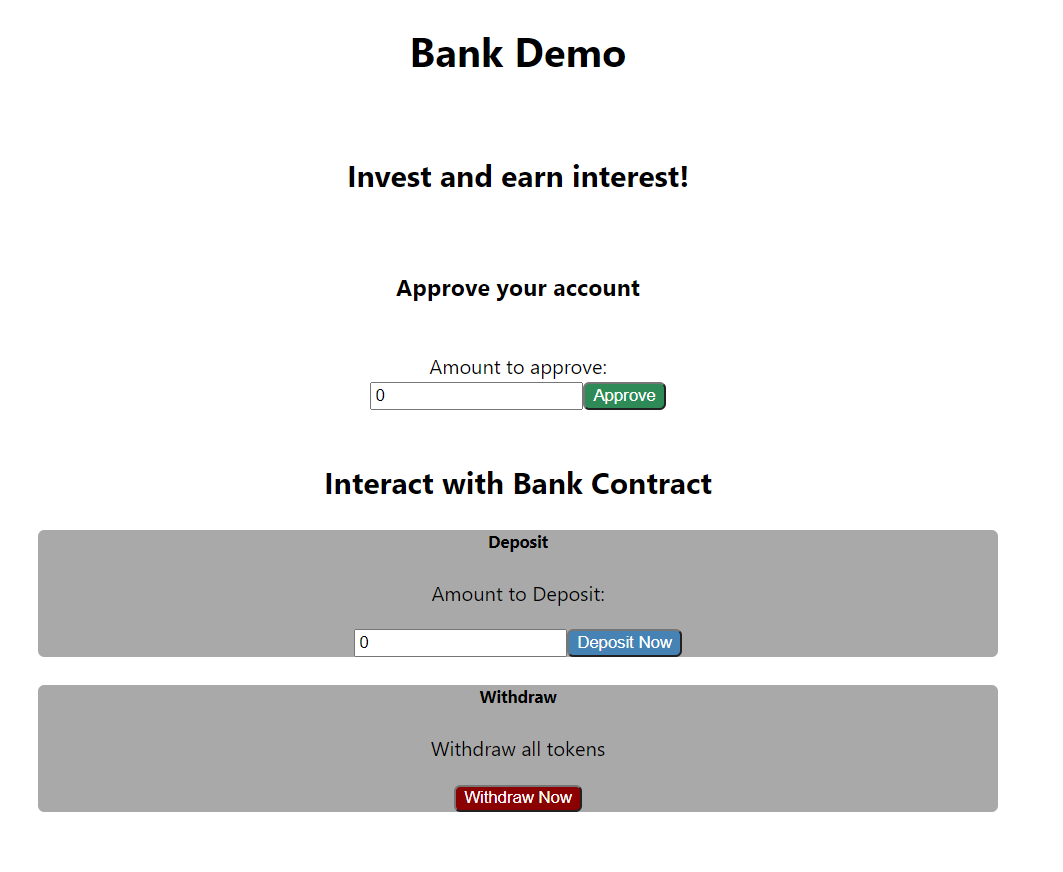 Bank Demo
Invest and earn interest!
Approve your account
Amount to approve:
0 Approve
Interact with Bank Contract
Deposit
Amount to Deposit:
0 Deposit Now
Withdraw
Withdraw all tokens
Withdraw Now